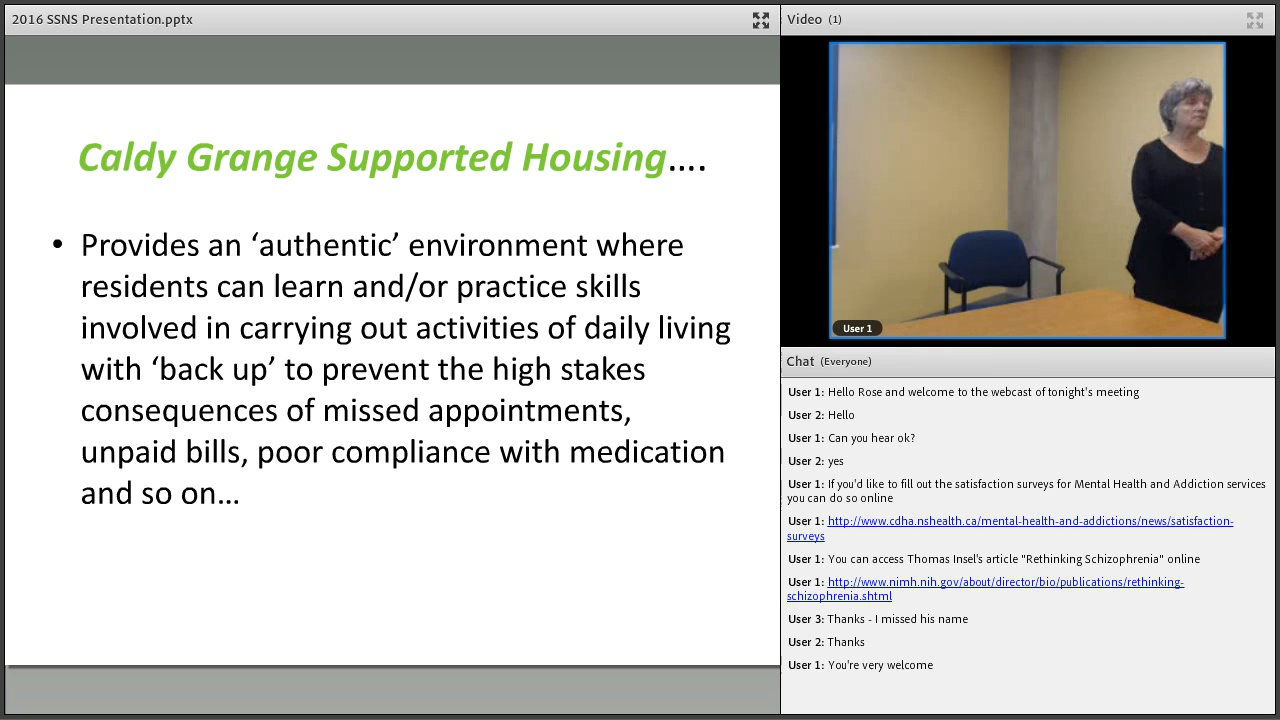 2016 SSNS Presentation.pptx
Caldy Grange Supported Housing....
• Provides an ‘authentic’ environment where
residents can learn and/or practice skills
involved in carrying out activities of daily living
with ‘back up’ to prevent the high stakes
consequences of missed appointments,
unpaid bills, poor compliance with medication
and so on…
Video (1)
User 1
Chat (Everyone)
User 1: Hello Rose and welcome to the webcast of tonight's meeting
User 2: Hello
User 1: Can you hear ok?
User 2: yes
User 1: If you'd like to fill out the satisfaction surveys for Mental Health and Addiction services
you can do so online
User 1: http://www.cdha.nshealth.ca/mental-health-and-addictions/news/satisfaction-
surveys
User 1: You can access Thomas Insel's article "Rethinking Schizophrenia" online
User 1: http://www.nimh.nih.gov/about/director/bio/publications/rethinking-
schizophrenia.shtml
User 3: Thanks - I missed his name
User 2: Thanks
User 1: You're very welcome